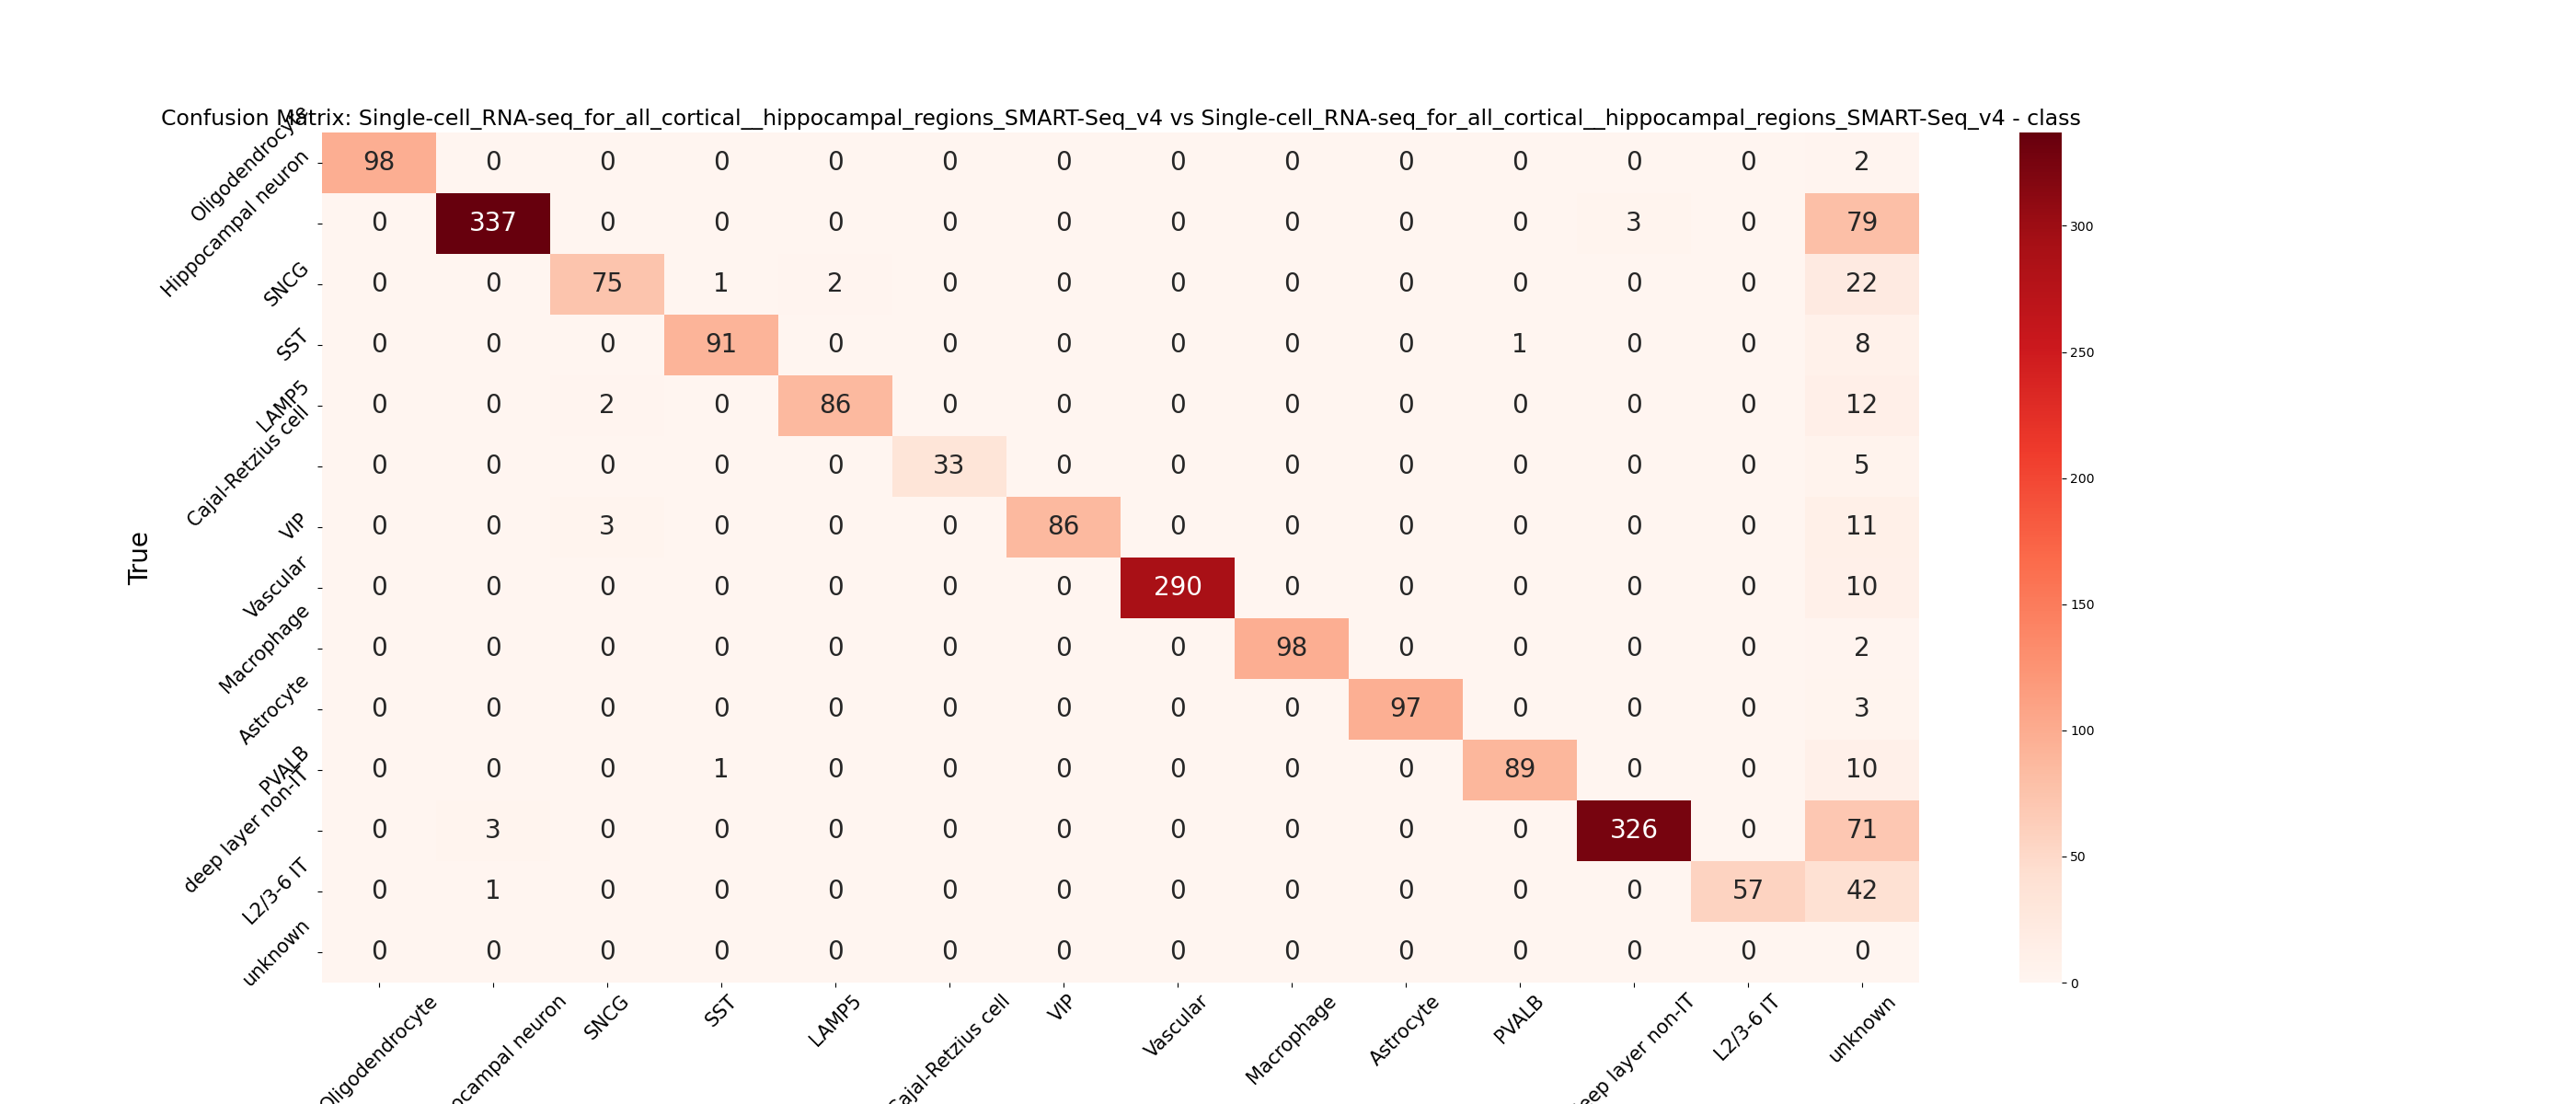 Confusion Matrix: Single-cell_RNA-seq_for_all_cortical__hippocampal_regions_SMART-Seq_v4 vs Single-cell_RNA-seq_for_all_cortical__hippocampal_regions_SMART-Seq_v4 - class
Oligodendrocyte 98 0 0 0 0 0 0 0 0 0 0 0 0 2
Hippocampal neuron 0 337 0 0 0 0 0 0 0 0 0 3 0 79
SNCG 0 0 75 1 2 0 0 0 0 0 0 0 0 22
SST 0 0 0 91 0 0 0 0 0 0 1 0 0 8
LAMP5 0 0 2 0 86 0 0 0 0 0 0 0 0 12
Cajal-Retzius cell 0 0 0 0 0 33 0 0 0 0 0 0 0 5
VIP 0 0 3 0 0 0 86 0 0 0 0 0 0 11
Vascular 0 0 0 0 0 0 0 290 0 0 0 0 0 10
Macrophage 0 0 0 0 0 0 0 0 98 0 0 0 0 2
Astrocyte 0 0 0 0 0 0 0 0 0 97 0 0 0 3
PVALB 0 0 0 1 0 0 0 0 0 0 89 0 0 10
deep layer non-IT 0 3 0 0 0 0 0 0 0 0 0 326 0 71
L2/3-6 IT 0 1 0 0 0 0 0 0 0 0 0 0 57 42
unknown 0 0 0 0 0 0 0 0 0 0 0 0 0 0
True
Oligodendrocyte
ocampal neuron
SNCG
SST
LAMP5
Cajal-Retzius cell
VIP
Vascular
Macrophage
Astrocyte
PVALB
deep layer non-IT
L2/3-6 IT
unknown
300
250
200
150
100
50
0